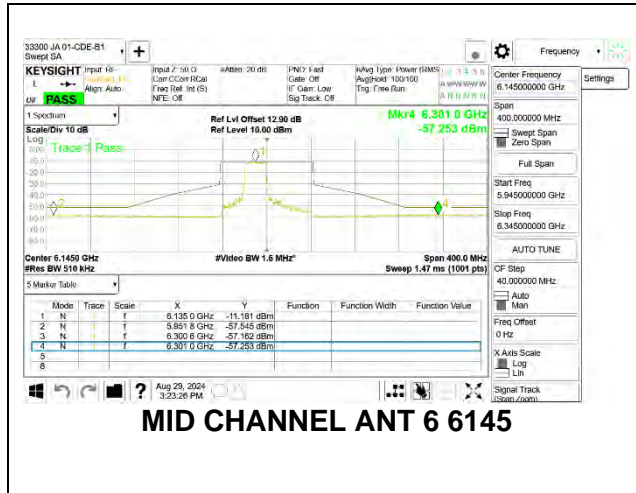 33300 JA 01-CDE-B1
Swept SA
Frequency
KEYSIGHT Input: RF Input Z: 50 Ω #Atten: 20 dB PNO: Fast #Avg Type: Power (RMS
L Corr CCorr RCal Gate: Off Avg|Hold: 100/100
Align: Auto Freq Ref: Int (S) IF Gain: Low Trig: Free Run
PASS NFE: Off Sig Track: Off
Settings
Center Frequency
6.145000000 GHz
Span
400.000000 MHz
Swept Span
Zero Span
Full Span
Start Freq
5.945000000 GHz
Stop Freq
6.345000000 GHz
AUTO TUNE
CF Step
40.000000 MHz
Auto
Man
Freq Offset
0 Hz
X Axis Scale
Log
Lin
Signal Track
(Span Zoom)
1 Spectrum
Scale/Div 10 dB
Ref Lvl Offset 12.90 dB
Ref Level 10.00 dBm
Mkr4 6.301 0 GHz
-57.253 dBm
Log
Trace 1 Pass
Center 6.1450 GHz #Video BW 1.6 MHz* Span 400.0 MHz
#Res BW 510 kHz Sweep 1.47 ms (1001 pts)
5 Marker Table
Mode Trace Scale X Y Function Function Width Function Value
1 N 1 f 6.135 0 GHz -11.181 dBm
2 N 1 f 5.951 8 GHz -57.545 dBm
3 N 1 f 6.300 6 GHz -57.162 dBm
4 N 1 f 6.301 0 GHz -57.253 dBm
5
6
Aug 29, 2024
3:23:26 PM
MID CHANNEL ANT 6 6145